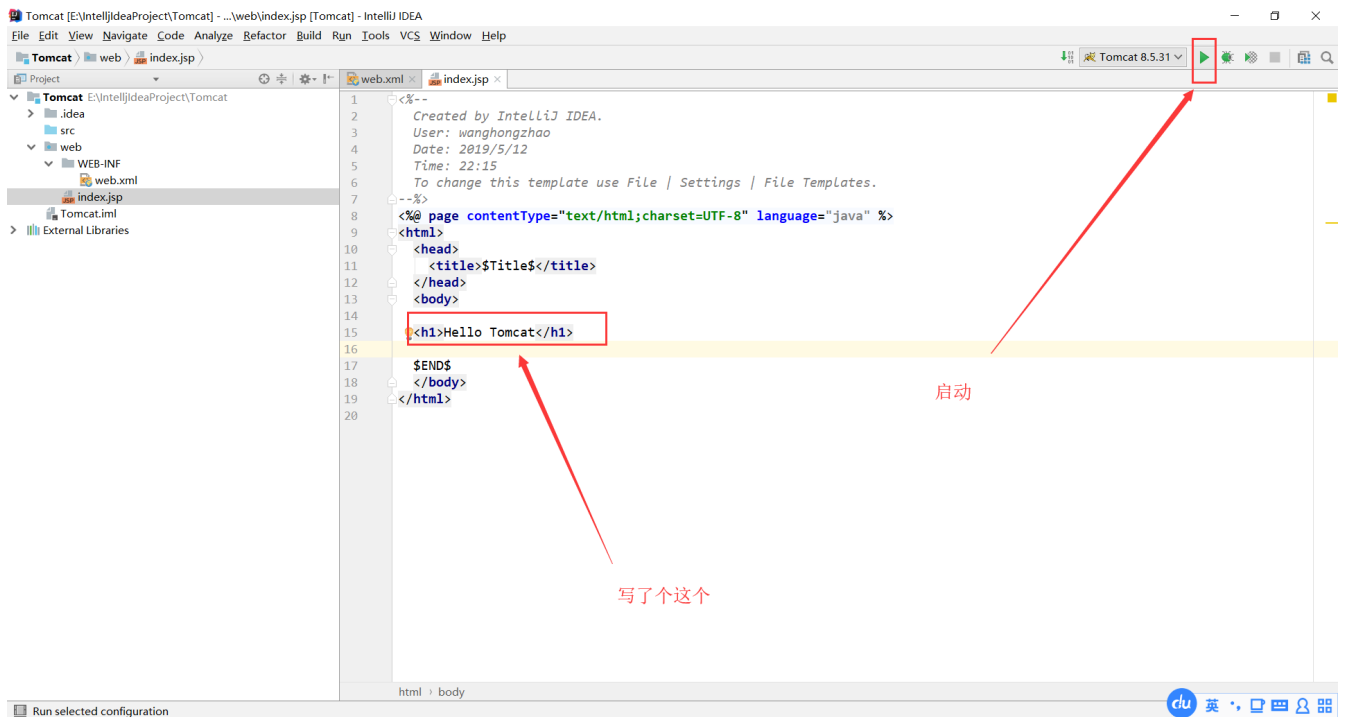 Tomcat [E:\IntelljIdeaProject\Tomcat] - ...\web\index.jsp [Tomcat] - IntelliJ IDEA
File Edit View Navigate Code Analyze Refactor Build Run Tools VCS Window Help
Tomcat web index.jsp Tomcat 8.5.31
Project web.xml index.jsp
Tomcat E:\IntelljIdeaProject\Tomcat
.idea
src
web
WEB-INF
web.xml
index.jsp
Tomcat.iml
External Libraries
1 <%--
2 Created by IntelliJ IDEA.
3 User: wanghongzhao
4 Date: 2019/5/12
5 Time: 22:15
6 To change this template use File | Settings | File Templates.
7 --%>
8 <%@ page contentType="text/html;charset=UTF-8" language="java" %>
9 <html>
10 <head>
11 <title>$Title$</title>
12 </head>
13 <body>
14
15 <h1>Hello Tomcat</h1>
16
17 $END$
18 </body>
19 </html>
20
启动
写了个这个
html › body
Run selected configuration
du 英